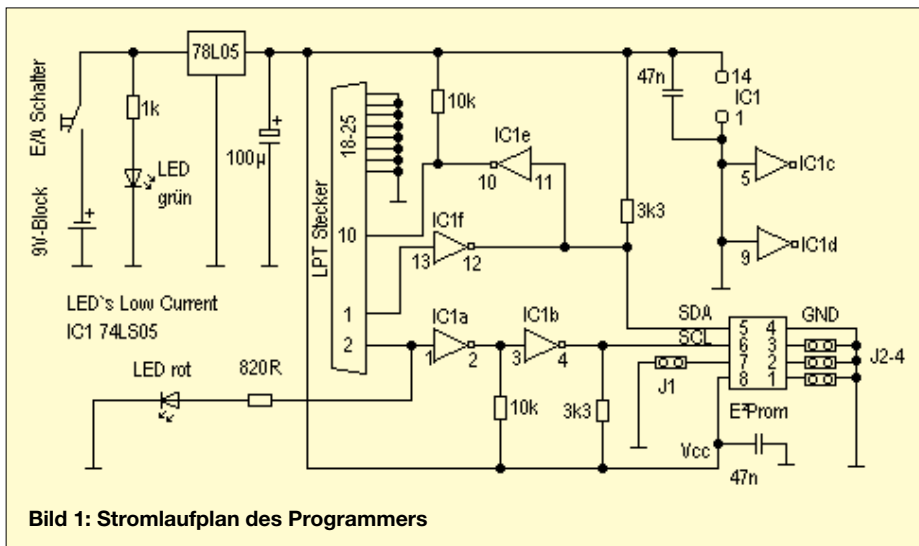 E/A Schalter
9V-Block
+
1k
LED
grün
78L05
100µ
+
LED`s Low Current
IC1 74LS05
LPT Stecker
18-25
10
1
2
10k
IC1e
10
11
IC1f
13
12
3k3
47n
14
IC1
1
5
IC1c
9
IC1d
IC1a
1
2
IC1b
3
4
LED rot
820R
10k
3k3
SDA
SCL
J1
5 4
6 3
7 2
8 1
GND
J2-4
E²Prom
Vcc
47n
Bild 1: Stromlaufplan des Programmers